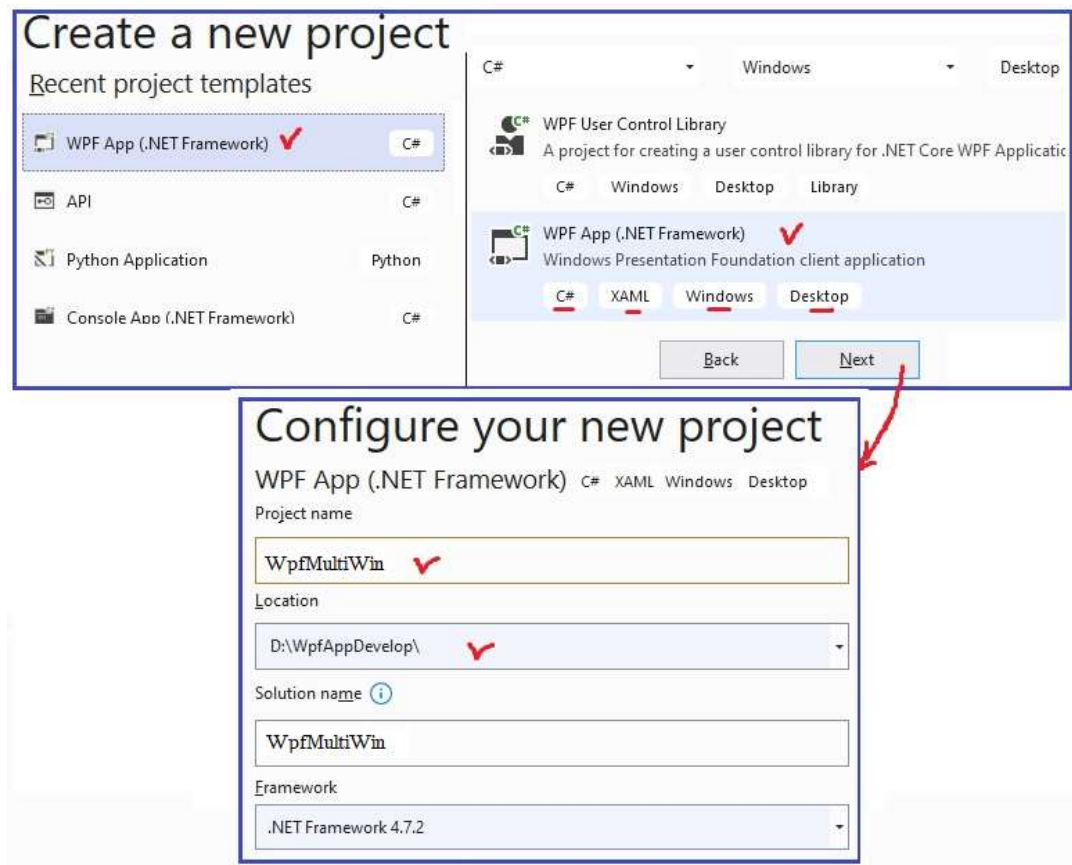 Create a new project
Recent project templates
WPF App (.NET Framework) C#
API C#
Python Application Python
Console App (.NET Framework) C#
C# Windows Desktop
WPF User Control Library
A project for creating a user control library for .NET Core WPF Applicatic
C# Windows Desktop Library
WPF App (.NET Framework)
Windows Presentation Foundation client application
C# XAML Windows Desktop
Back Next
Configure your new project
WPF App (.NET Framework) C# XAML Windows Desktop
Project name
WpfMultiWin
Location
D:\WpfAppDevelop\
Solution name
WpfMultiWin
Framework
.NET Framework 4.7.2